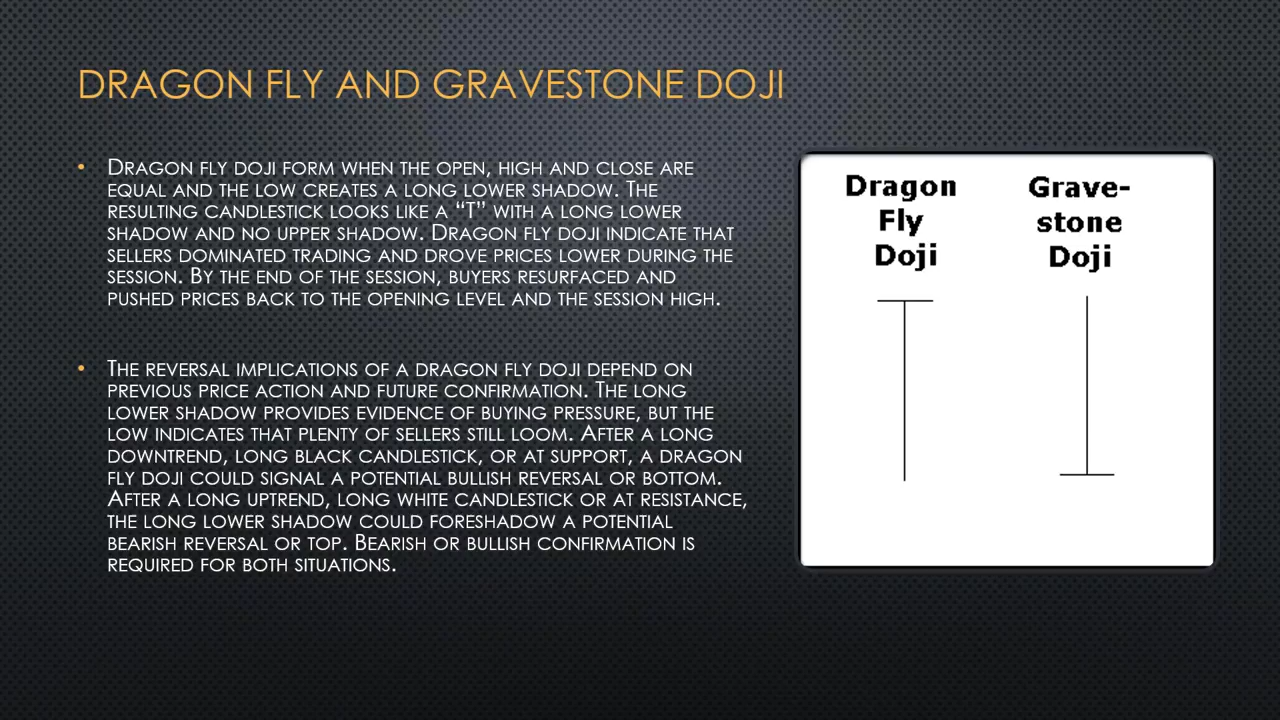 DRAGON FLY AND GRAVESTONE DOJI
• DRAGON FLY DOJI FORM WHEN THE OPEN, HIGH AND CLOSE ARE
EQUAL AND THE LOW CREATES A LONG LOWER SHADOW. THE
RESULTING CANDLESTICK LOOKS LIKE A “T” WITH A LONG LOWER
SHADOW AND NO UPPER SHADOW. DRAGON FLY DOJI INDICATE THAT
SELLERS DOMINATED TRADING AND DROVE PRICES LOWER DURING THE
SESSION. BY THE END OF THE SESSION, BUYERS RESURFACED AND
PUSHED PRICES BACK TO THE OPENING LEVEL AND THE SESSION HIGH.
• THE REVERSAL IMPLICATIONS OF A DRAGON FLY DOJI DEPEND ON
PREVIOUS PRICE ACTION AND FUTURE CONFIRMATION. THE LONG
LOWER SHADOW PROVIDES EVIDENCE OF BUYING PRESSURE, BUT THE
LOW INDICATES THAT PLENTY OF SELLERS STILL LOOM. AFTER A LONG
DOWNTREND, LONG BLACK CANDLESTICK, OR AT SUPPORT, A DRAGON
FLY DOJI COULD SIGNAL A POTENTIAL BULLISH REVERSAL OR BOTTOM.
AFTER A LONG UPTREND, LONG WHITE CANDLESTICK OR AT RESISTANCE,
THE LONG LOWER SHADOW COULD FORESHADOW A POTENTIAL
BEARISH REVERSAL OR TOP. BEARISH OR BULLISH CONFIRMATION IS
REQUIRED FOR BOTH SITUATIONS.
Dragon
Fly
Doji
Grave-
stone
Doji